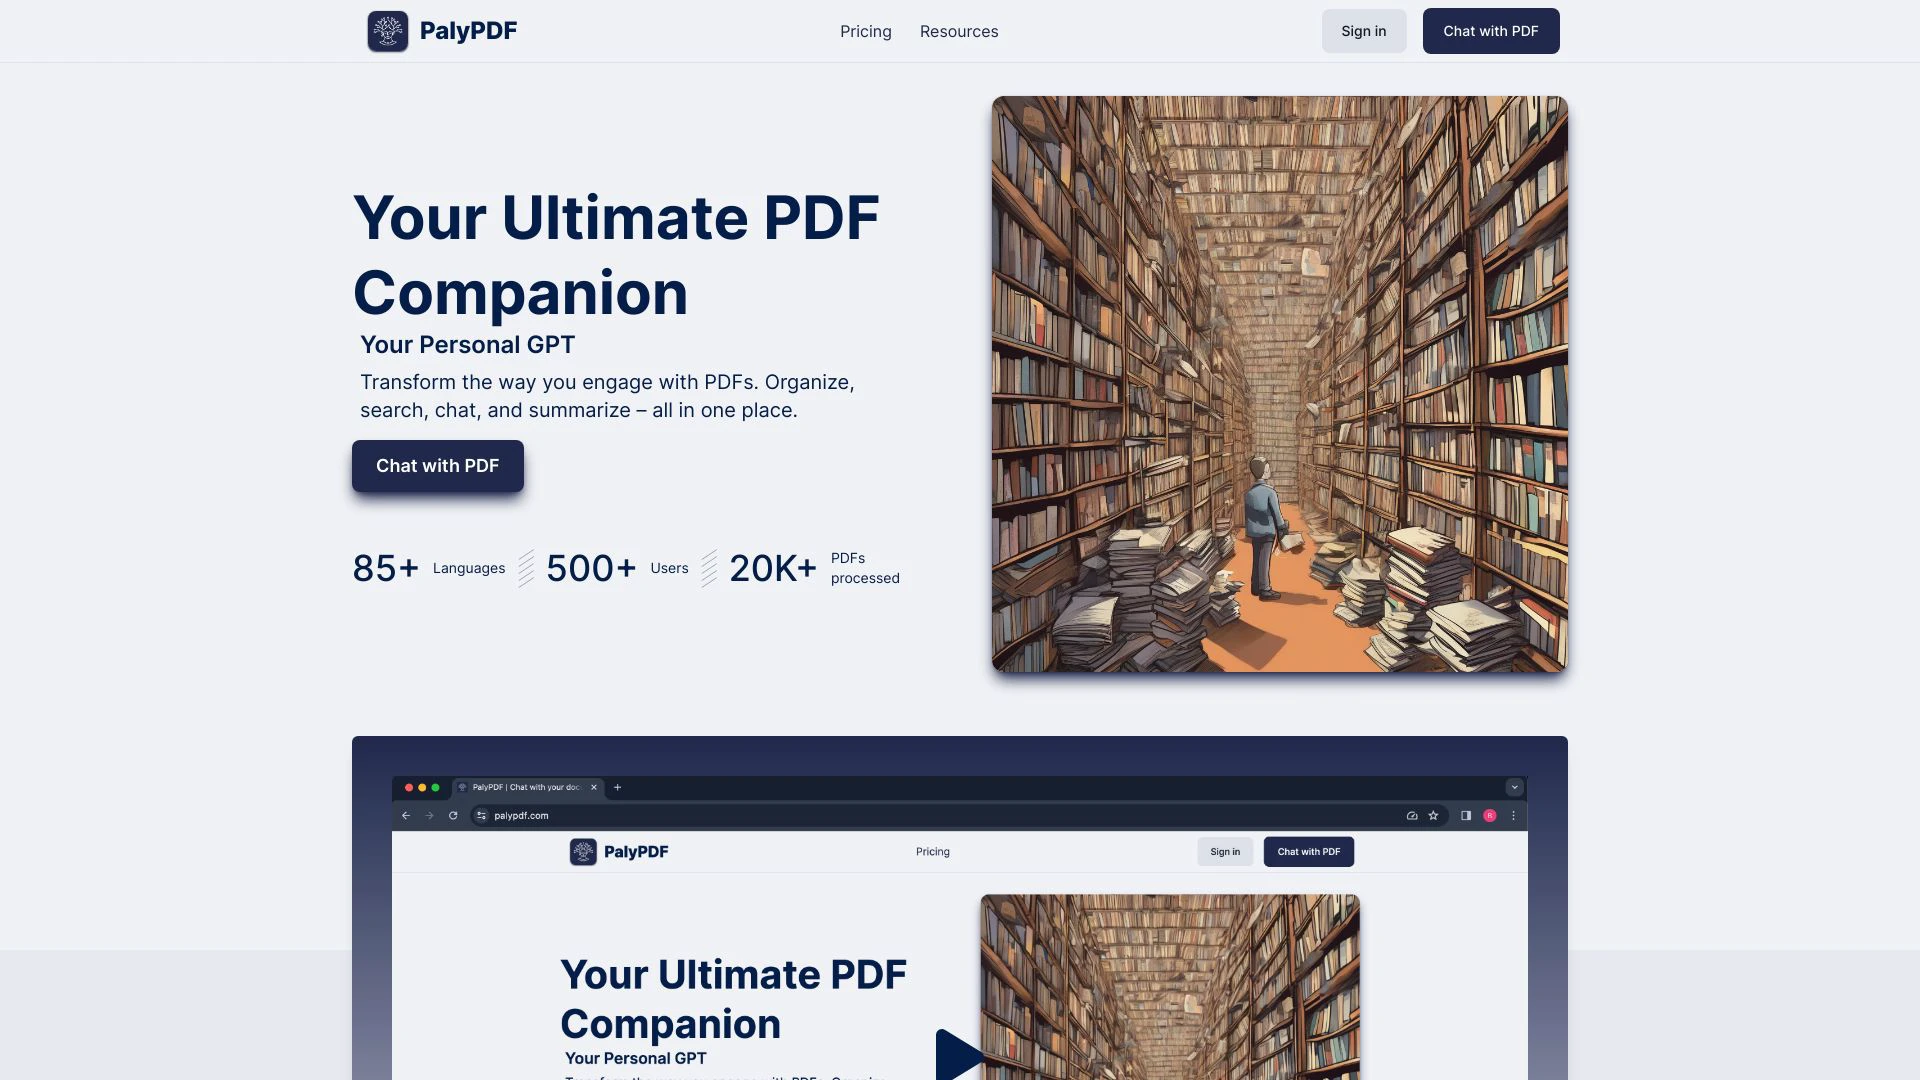 PalyPDF
Pricing
Resources
Sign in
Chat with PDF
Your Ultimate PDF
Companion
Your Personal GPT
Transform the way you engage with PDFs. Organize,
search, chat, and summarize – all in one place.
Chat with PDF
85+ Languages
500+ Users
20K+ PDFs
processed
PalyPDF | Chat with your doc
palypdf.com
PalyPDF
Pricing
Sign in
Chat with PDF
Your Ultimate PDF
Companion
Your Personal GPT